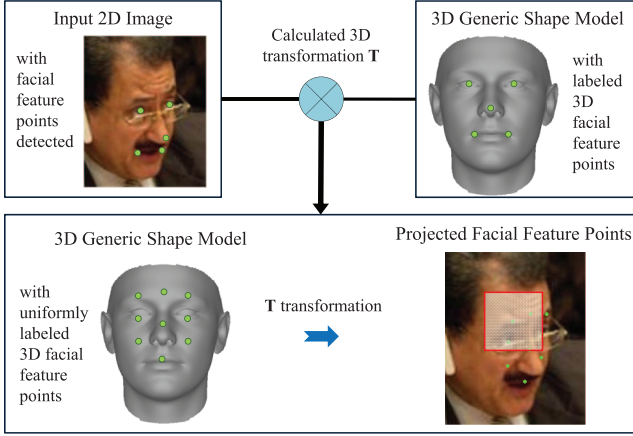 Input 2D Image
with
facial
feature
points
detected
Calculated 3D
transformation T
3D Generic Shape Model
with
labeled
3D
facial
feature
points
3D Generic Shape Model
with
uniformly
labeled
3D facial
feature
points
T transformation
Projected Facial Feature Points